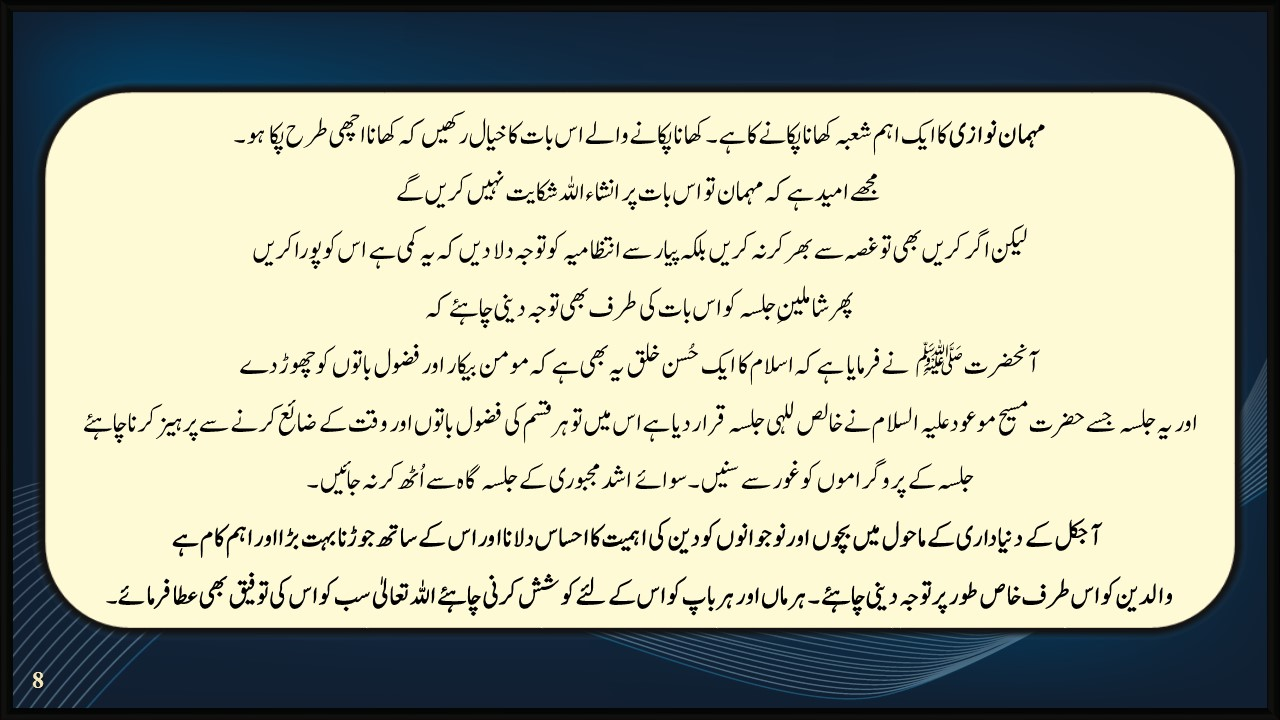 مہمان نوازی کا ایک اہم شعبہ کھانا پکانے کا ہے۔ کھانا پکانے والے اس بات کا خیال رکھیں کہ کھانا اچھی طرح پکا ہو۔
مجھے امید ہے کہ مہمان تو اس بات پر انشاء اللہ شکایت نہیں کریں گے
لیکن اگر کریں بھی تو غصہ سے بھر کر نہ کریں بلکہ پیار سے انتظامیہ کو توجہ دلا دیں کہ یہ کمی ہے اس کو پورا کریں
پھر شاملینِ جلسہ کو اس بات کی طرف بھی توجہ دینی چاہئے کہ
آنحضرت ﷺ نے فرمایا ہے کہ اسلام کا ایک حُسن خلق یہ بھی ہے کہ مومن بیکار اور فضول باتوں کو چھوڑ دے
اور یہ جلسہ جسے حضرت مسیح موعود علیہ السلام نے خالص للہی جلسہ قرار دیا ہے اس میں تو ہر قسم کی فضول باتوں اور وقت کے ضائع کرنے سے پرہیز کرنا چاہئے
جلسہ کے پروگراموں کو غور سے سنیں۔ سوائے اشد مجبوری کے جلسہ گاہ سے اُٹھ کر نہ جائیں۔
آجکل کے دنیاداری کے ماحول میں بچوں اور نوجوانوں کو دین کی اہمیت کا احساس دلانا اور اس کے ساتھ جوڑنا بہت بڑا اور اہم کام ہے
والدین کو اس طرف خاص طور پر توجہ دینی چاہئے۔ ہر ماں اور ہر باپ کو اس کے لئے کوشش کرنی چاہئے اللہ تعالیٰ سب کو اس کی توفیق بھی عطا فرمائے۔
8